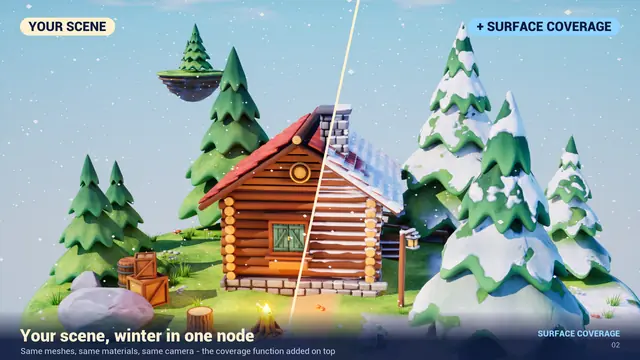 YOUR SCENE
+ SURFACE COVERAGE
Your scene, winter in one node
Same meshes, same materials, same camera - the coverage function added on top
SURFACE COVERAGE
02